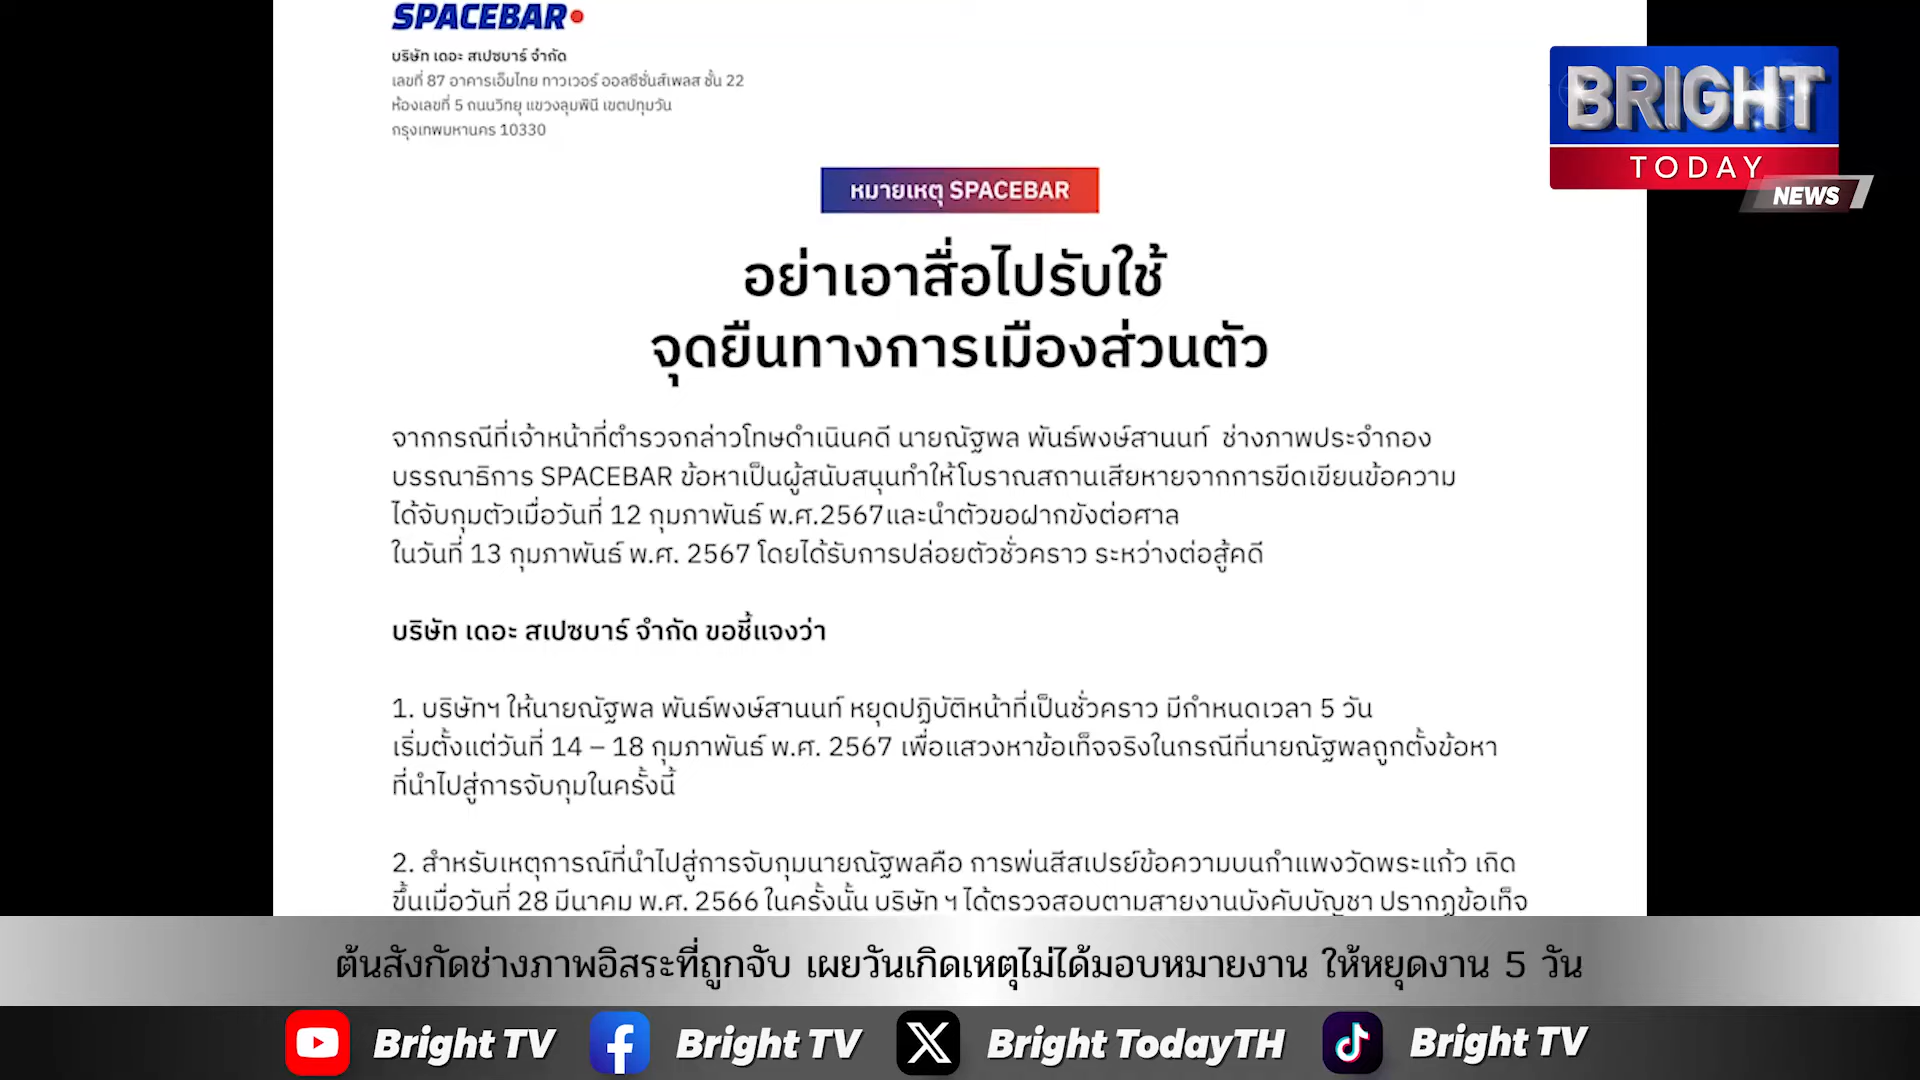 SPACEBAR
บริษัท เดอะ สเปซบาร์ จำกัด
เลขที่ 87 อาคารเอ็มไทย ทาวเวอร์ ออลซีซั่นส์เพลส ชั้น 22
ห้องเลขที่ 5 ถนนวิทยุ แขวงลุมพินี เขตปทุมวัน
กรุงเทพมหานคร 10330
BRIGHT
TODAY
NEWS
หมายเหตุ SPACEBAR
อย่าเอาสื่อไปรับใช้
จุดยืนทางการเมืองส่วนตัว
จากกรณีที่เจ้าหน้าที่ตำรวจกล่าวโทษดำเนินคดี นายณัฐพล พันธ์พงษ์สานนท์ ช่างภาพประจำกอง
บรรณาธิการ SPACEBAR ข้อหาเป็นผู้สนับสนุนทำให้โบราณสถานเสียหายจากการขีดเขียนข้อความ
ได้จับกุมตัวเมื่อวันที่ 12 กุมภาพันธ์ พ.ศ.2567และนำตัวขอฝากขังต่อศาล
ในวันที่ 13 กุมภาพันธ์ พ.ศ. 2567 โดยได้รับการปล่อยตัวชั่วคราว ระหว่างต่อสู้คดี
บริษัท เดอะ สเปซบาร์ จำกัด ขอชี้แจงว่า
1. บริษัทฯ ให้นายณัฐพล พันธ์พงษ์สานนท์ หยุดปฏิบัติหน้าที่เป็นชั่วคราว มีกำหนดเวลา 5 วัน
เริ่มตั้งแต่วันที่ 14 – 18 กุมภาพันธ์ พ.ศ. 2567 เพื่อแสวงหาข้อเท็จจริงในกรณีที่นายณัฐพลถูกตั้งข้อหา
ที่นำไปสู่การจับกุมในครั้งนี้
2. สำหรับเหตุการณ์ที่นำไปสู่การจับกุมนายณัฐพลคือ การพ่นสีสเปรย์ข้อความบนกำแพงวัดพระแก้ว เกิด
ขึ้นเมื่อวันที่ 28 มีนาคม พ.ศ. 2566 ในครั้งนั้น บริษัท ฯ ได้ตรวจสอบตามสายงานบังคับบัญชา ปรากฏข้อเท็จ
ต้นสังกัดช่างภาพอิสระที่ถูกจับ เผยวันเกิดเหตุไม่ได้มอบหมายงาน ให้หยุดงาน 5 วัน
Bright TV Bright TV Bright TodayTH Bright TV